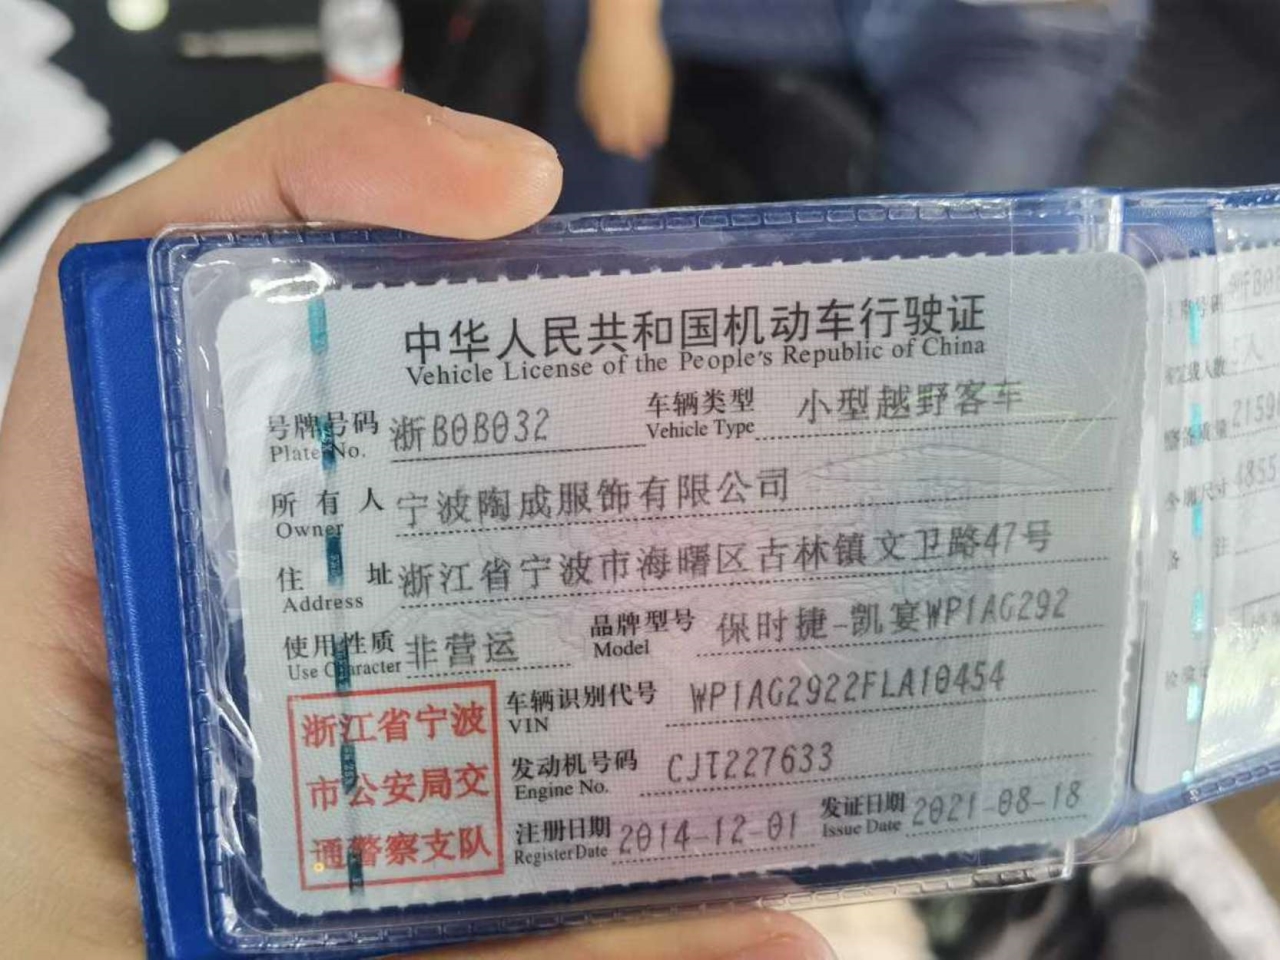 中华人民共和国机动车行驶证
Vehicle License of the People's Republic of China
号牌号码 浙B0B032 车辆类型 小型越野客车
Plate No. Vehicle Type
所有人 宁波陶成服饰有限公司
Owner
住址 浙江省宁波市海曙区古林镇文卫路47号
Address
使用性质 非营运 品牌型号 保时捷-凯宴WP1AG292
Use Character Model
浙江省宁波
市公安局交
通警察支队
车辆识别代号 WP1AG2922FLA10454
VIN
发动机号码 CJT227633
Engine No.
注册日期 2014-12-01 发证日期 2021-08-18
Register Date Issue Date
2159
4855